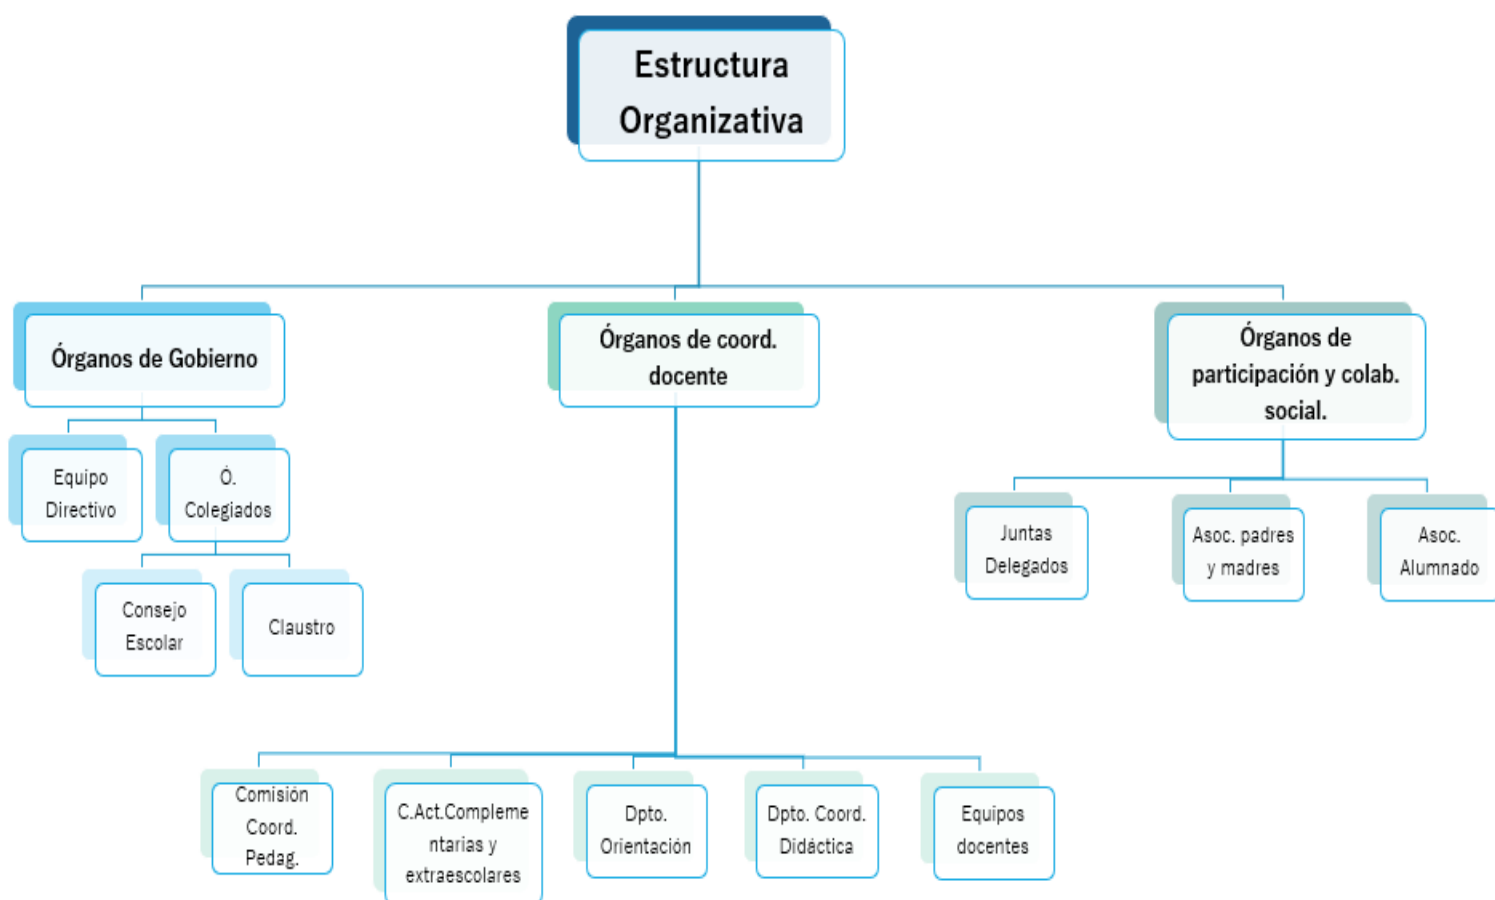 Estructura
Organizativa
Órganos de Gobierno
Órganos de coord.
docente
Órganos de
participación y colab.
social.
Equipo
Directivo
Ó.
Colegiados
Consejo
Escolar
Claustro
Juntas
Delegados
Asoc. padres
y madres
Asoc.
Alumnado
Comisión
Coord.
Pedag.
C.Act.Compleme
ntarias y
extraescolares
Dpto.
Orientación
Dpto. Coord.
Didáctica
Equipos
docentes